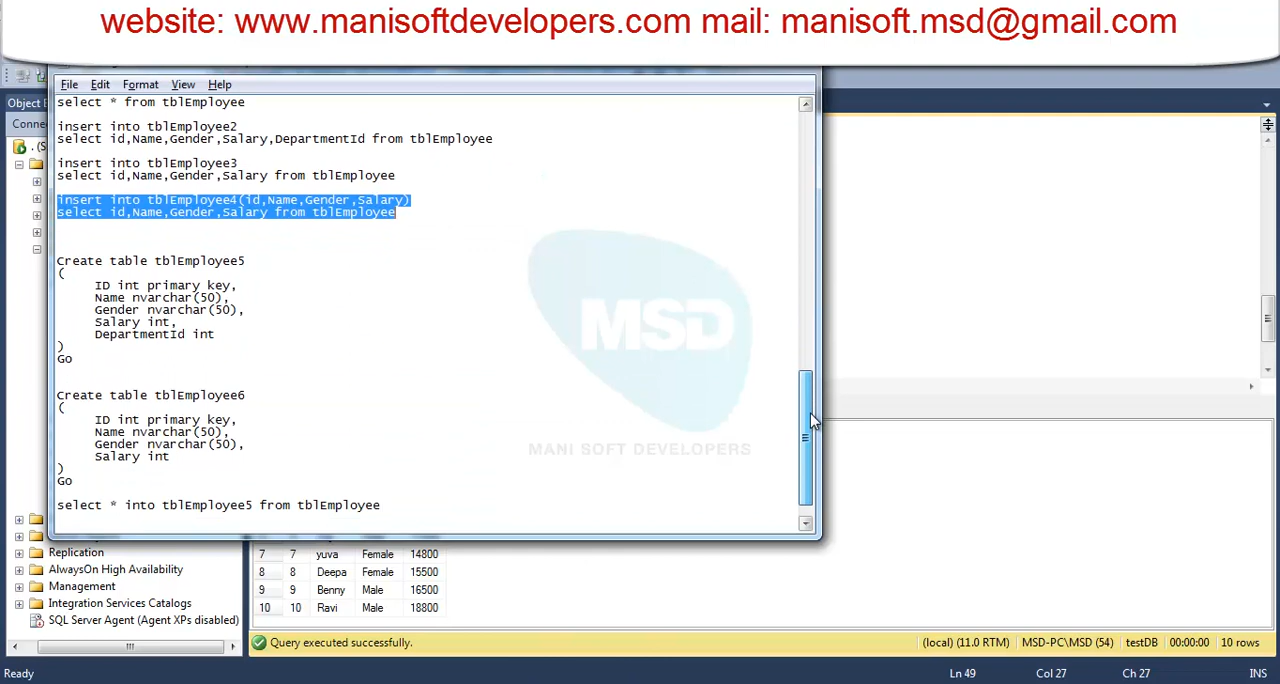 website: www.manisoftdevelopers.com mail: manisoft.msd@gmail.com
File Edit Format View Help
Object E
Conne
. (S
select * from tblEmployee
insert into tblEmployee2
select id,Name,Gender,Salary,DepartmentId from tblEmployee
insert into tblEmployee3
select id,Name,Gender,Salary from tblEmployee
insert into tblEmployee4(id,Name,Gender,Salary)
select id,Name,Gender,Salary from tblEmployee
Create table tblEmployee5
(
ID int primary key,
Name nvarchar(50),
Gender nvarchar(50),
Salary int,
DepartmentId int
)
Go
Create table tblEmployee6
(
ID int primary key,
Name nvarchar(50),
Gender nvarchar(50),
Salary int
)
Go
select * into tblEmployee5 from tblEmployee
MSD
MANI SOFT DEVELOPERS
Replication
AlwaysOn High Availability
Management
Integration Services Catalogs
SQL Server Agent (Agent XPs disabled)
7 7 yuva Female 14800
8 8 Deepa Female 15500
9 9 Benny Male 16500
10 10 Ravi Male 18800
Query executed successfully. (local) (11.0 RTM) MSD-PC\MSD (54) testDB 00:00:00 10 rows
Ready Ln 49 Col 27 Ch 27 INS